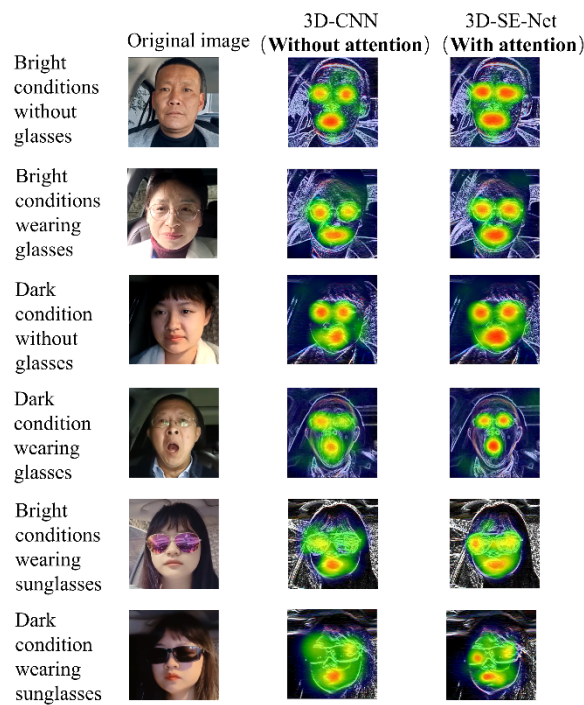 Original image
3D-CNN
(Without attention)
3D-SE-Net
(With attention)
Bright
conditions
without
glasses
Bright
conditions
wearing
glasses
Dark
condition
without
glasses
Dark
condition
wearing
glasses
Bright
conditions
wearing
sunglasses
Dark
condition
wearing
sunglasses